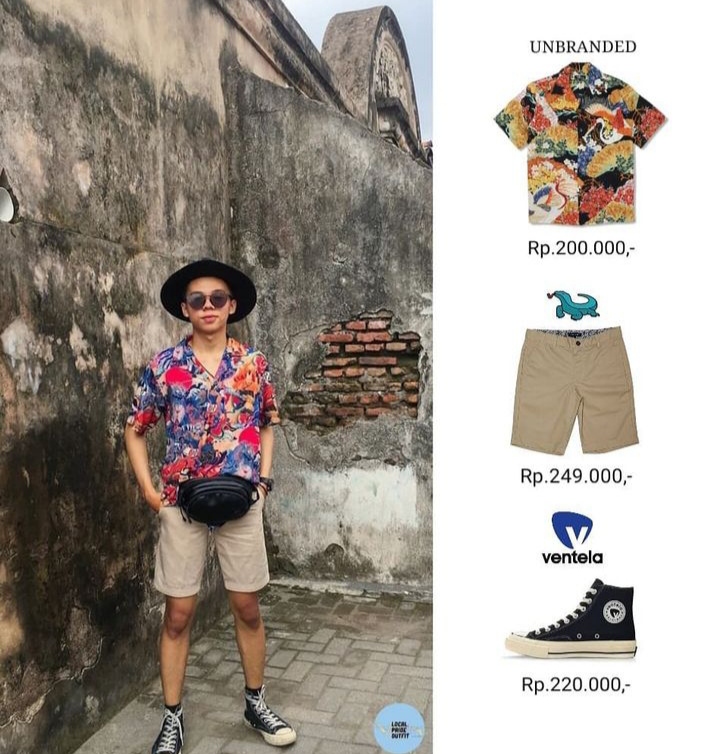 UNBRANDED
Rp.200.000,-
Rp.249.000,-
ventela
Rp.220.000,-
LOCAL
PRIDE
OUTFIT